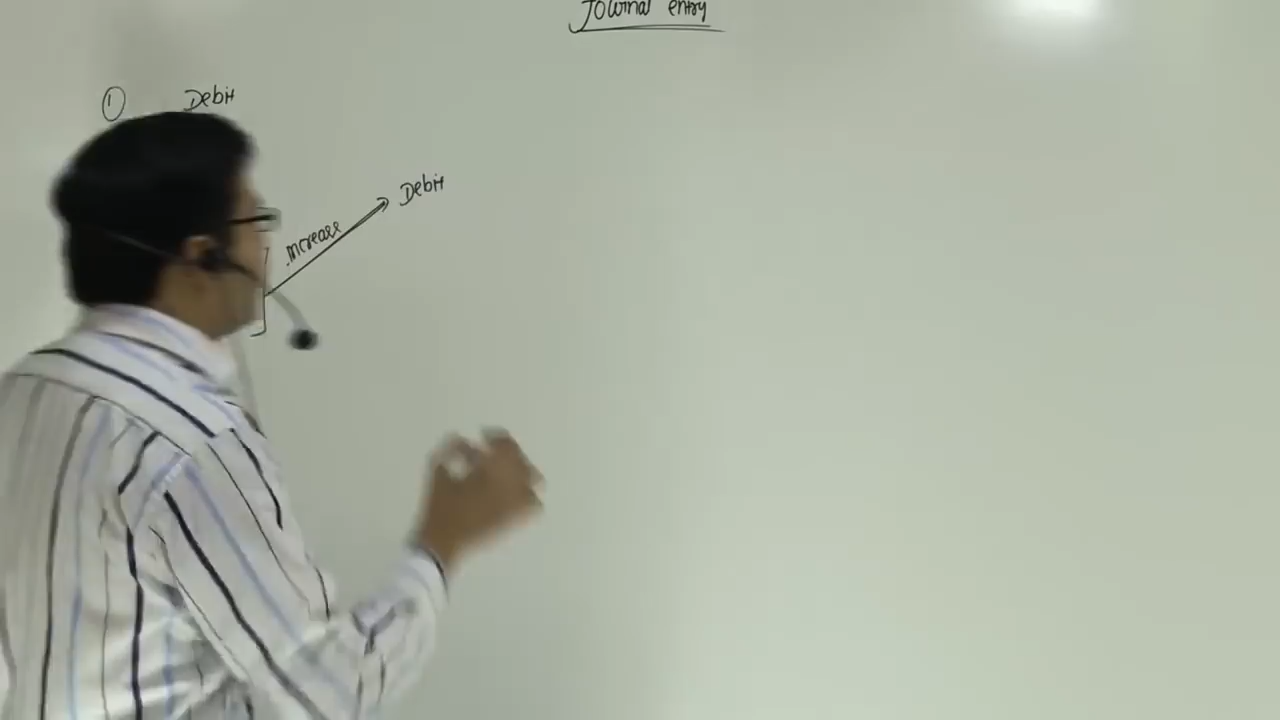 Journal entry
① Debit
Debit
increase